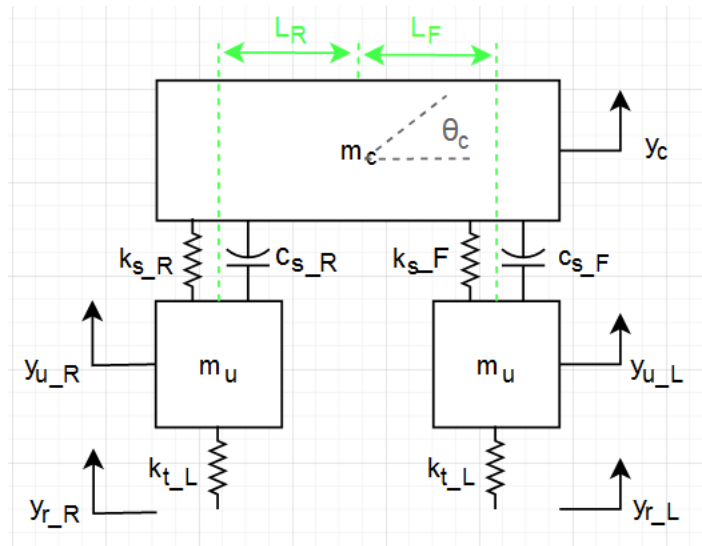 L_R
L_F
θ_c
m_c
y_c
k_s_R
c_s_R
k_s_F
c_s_F
y_u_R
m_u
m_u
y_u_L
k_t_L
k_t_L
y_r_R
y_r_L